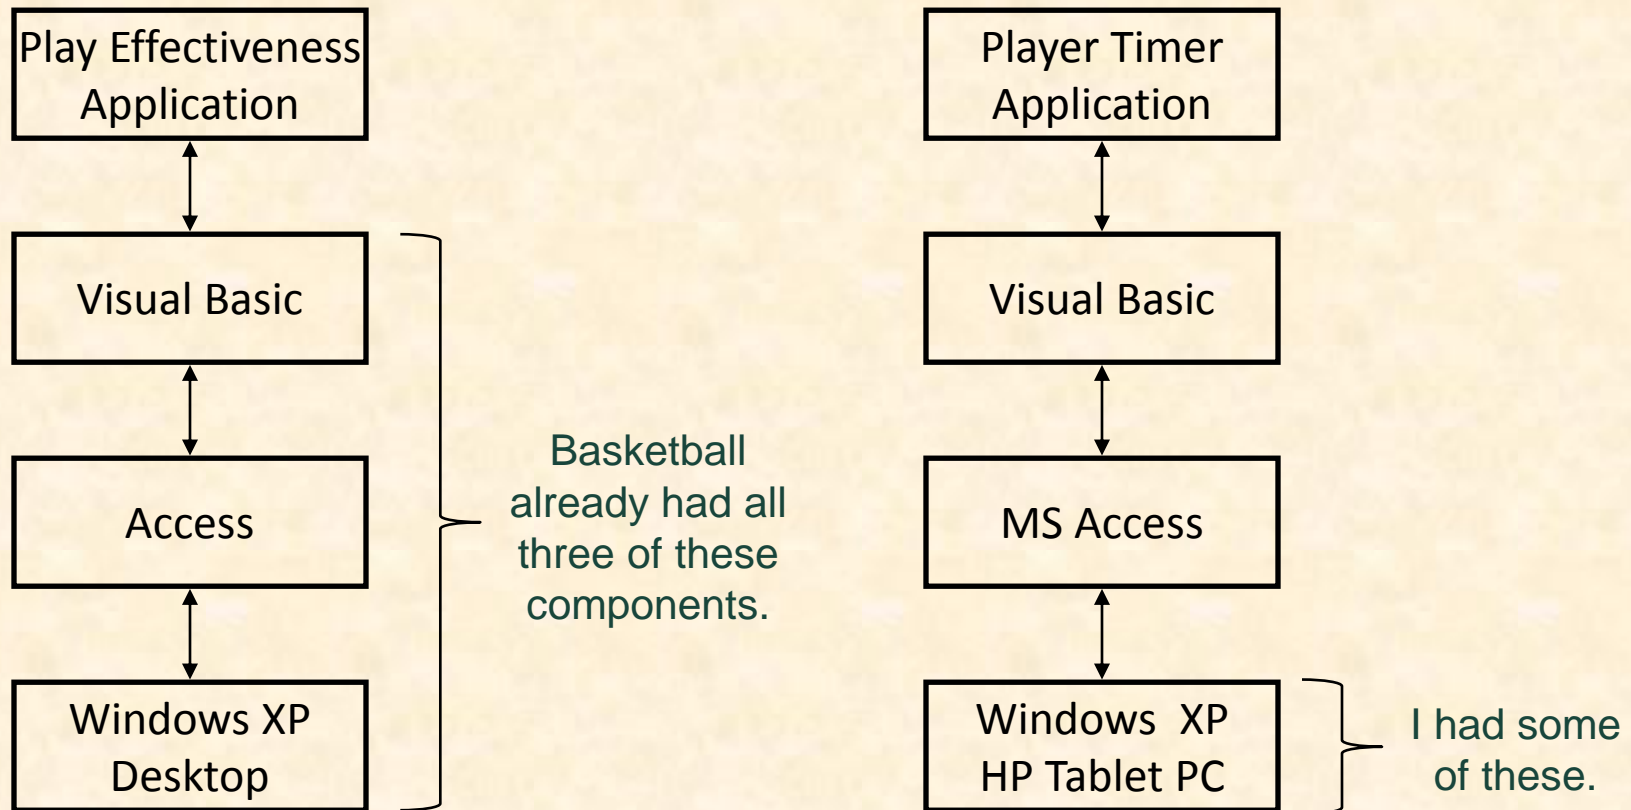 Play Effectiveness
Application
Visual Basic
Access
Windows XP
Desktop
Basketball
already had all
three of these
components.
Player Timer
Application
Visual Basic
MS Access
Windows XP
HP Tablet PC
I had some
of these.